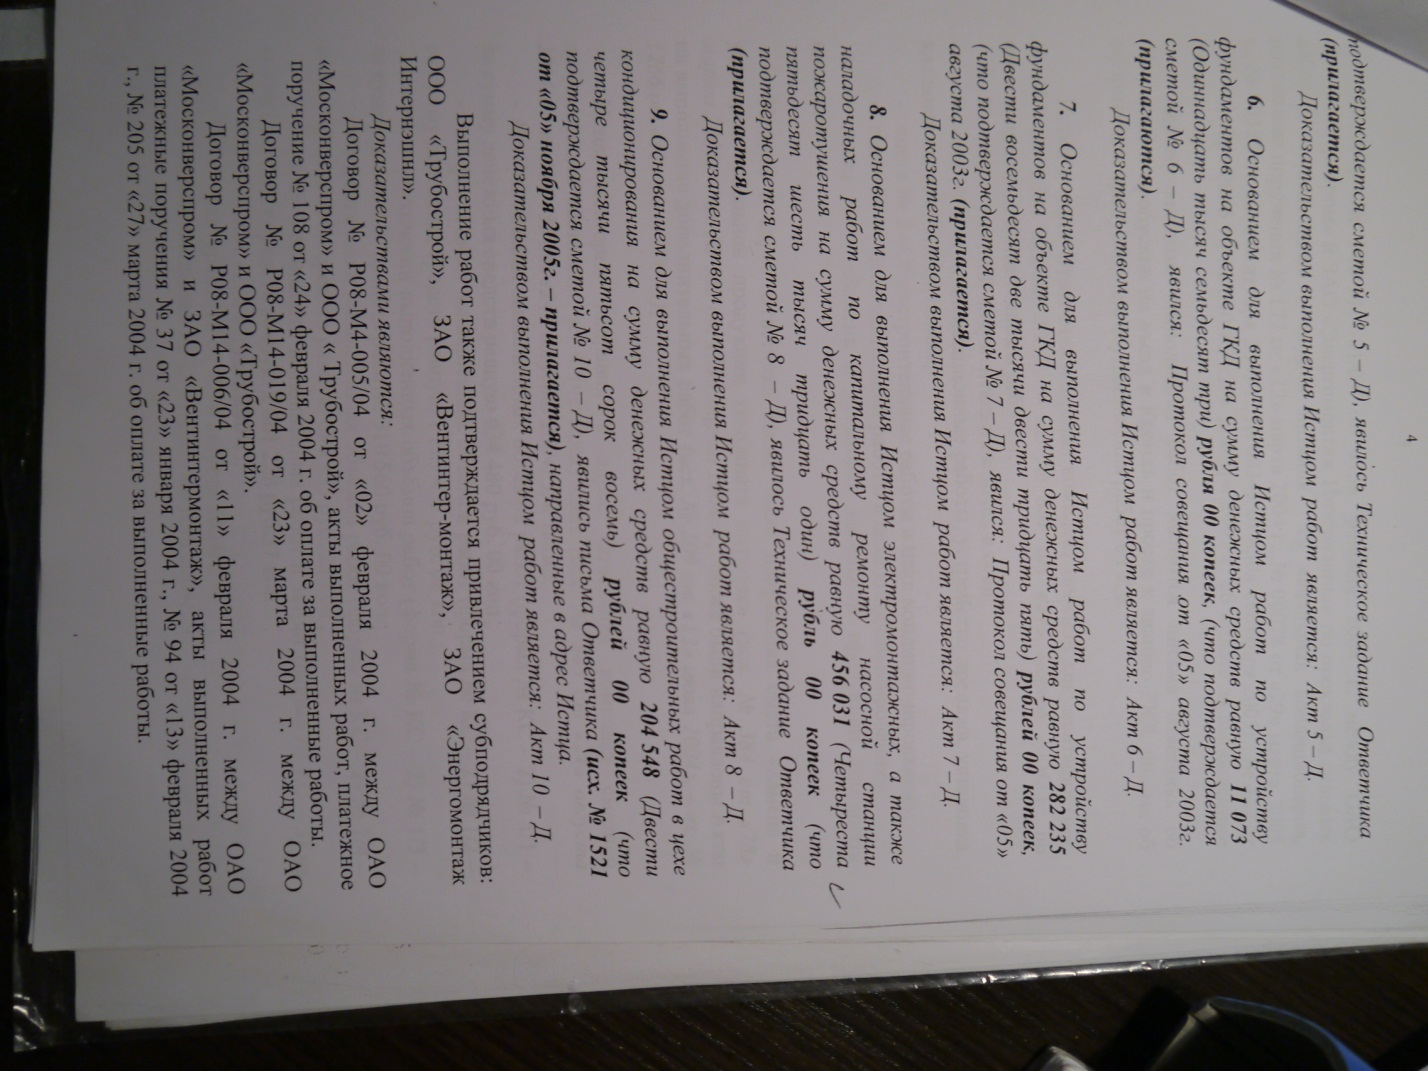 4
подтверждается сметой № 5 – Д), явилось Техническое задание Ответчика
(прилагается).
Доказательством выполнения Истцом работ является: Акт 5 – Д.
6. Основанием для выполнения Истцом работ по устройству
фундаментов на объекте ГКД на сумму денежных средств равную 11 073
(Одиннадцать тысяч семьдесят три) рубля 00 копеек, (что подтверждается
сметой № 6 – Д), явился: Протокол совещания от «05» августа 2003г.
(прилагаются).
Доказательством выполнения Истцом работ является: Акт 6 – Д.
7. Основанием для выполнения Истцом работ по устройству
фундаментов на объекте ГКД на сумму денежных средств равную 282 235
(Двести восемьдесят две тысячи двести тридцать пять) рублей 00 копеек,
(что подтверждается сметой № 7 – Д), явился: Протокол совещания от «05»
августа 2003г. (прилагается).
Доказательством выполнения Истцом работ является: Акт 7 – Д.
8. Основанием для выполнения Истцом электромонтажных, а также
наладочных работ по капитальному ремонту насосной станции
пожаротушения на сумму денежных средств равную 456 031 (Четыреста
пятьдесят шесть тысяч тридцать один) рубль 00 копеек (что
подтверждается сметой № 8 – Д), явилось Техническое задание Ответчика
(прилагается).
Доказательством выполнения Истцом работ является: Акт 8 – Д.
9. Основанием для выполнения Истцом общестроительных работ в цехе
кондиционирования на сумму денежных средств равную 204 548 (Двести
четыре тысячи пятьсот сорок восемь) рублей 00 копеек (что
подтверждается сметой № 10 – Д), явились письма Ответчика (исх. № 1521
от «05» ноября 2005г. – прилагается), направленные в адрес Истца.
Доказательством выполнения Истцом работ является: Акт 10 – Д.
Выполнение работ также подтверждается привлечением субподрядчиков:
ООО «Трубострой», ЗАО «Вентинтер-монтаж», ЗАО «Энергомонтаж
Интернэшнл».
Доказательствами являются:
Договор № Р08-М4-005/04 от «02» февраля 2004 г. между ОАО
«Москонверспром» и ООО « Трубострой», акты выполненных работ, платежное
поручение № 108 от «24» февраля 2004 г. об оплате за выполненные работы.
Договор № Р08-М14-019/04 от «23» марта 2004 г. между ОАО
«Москонверспром» и ООО «Трубострой».
Договор № Р08-М14-006/04 от «11» февраля 2004 г. между ОАО
«Москонверспром» и ЗАО «Вентинтермонтаж», акты выполненных работ
платежные поручения № 37 от «23» января 2004 г., № 94 от «13» февраля 2004
г., № 205 от «27» марта 2004 г. об оплате за выполненные работы.